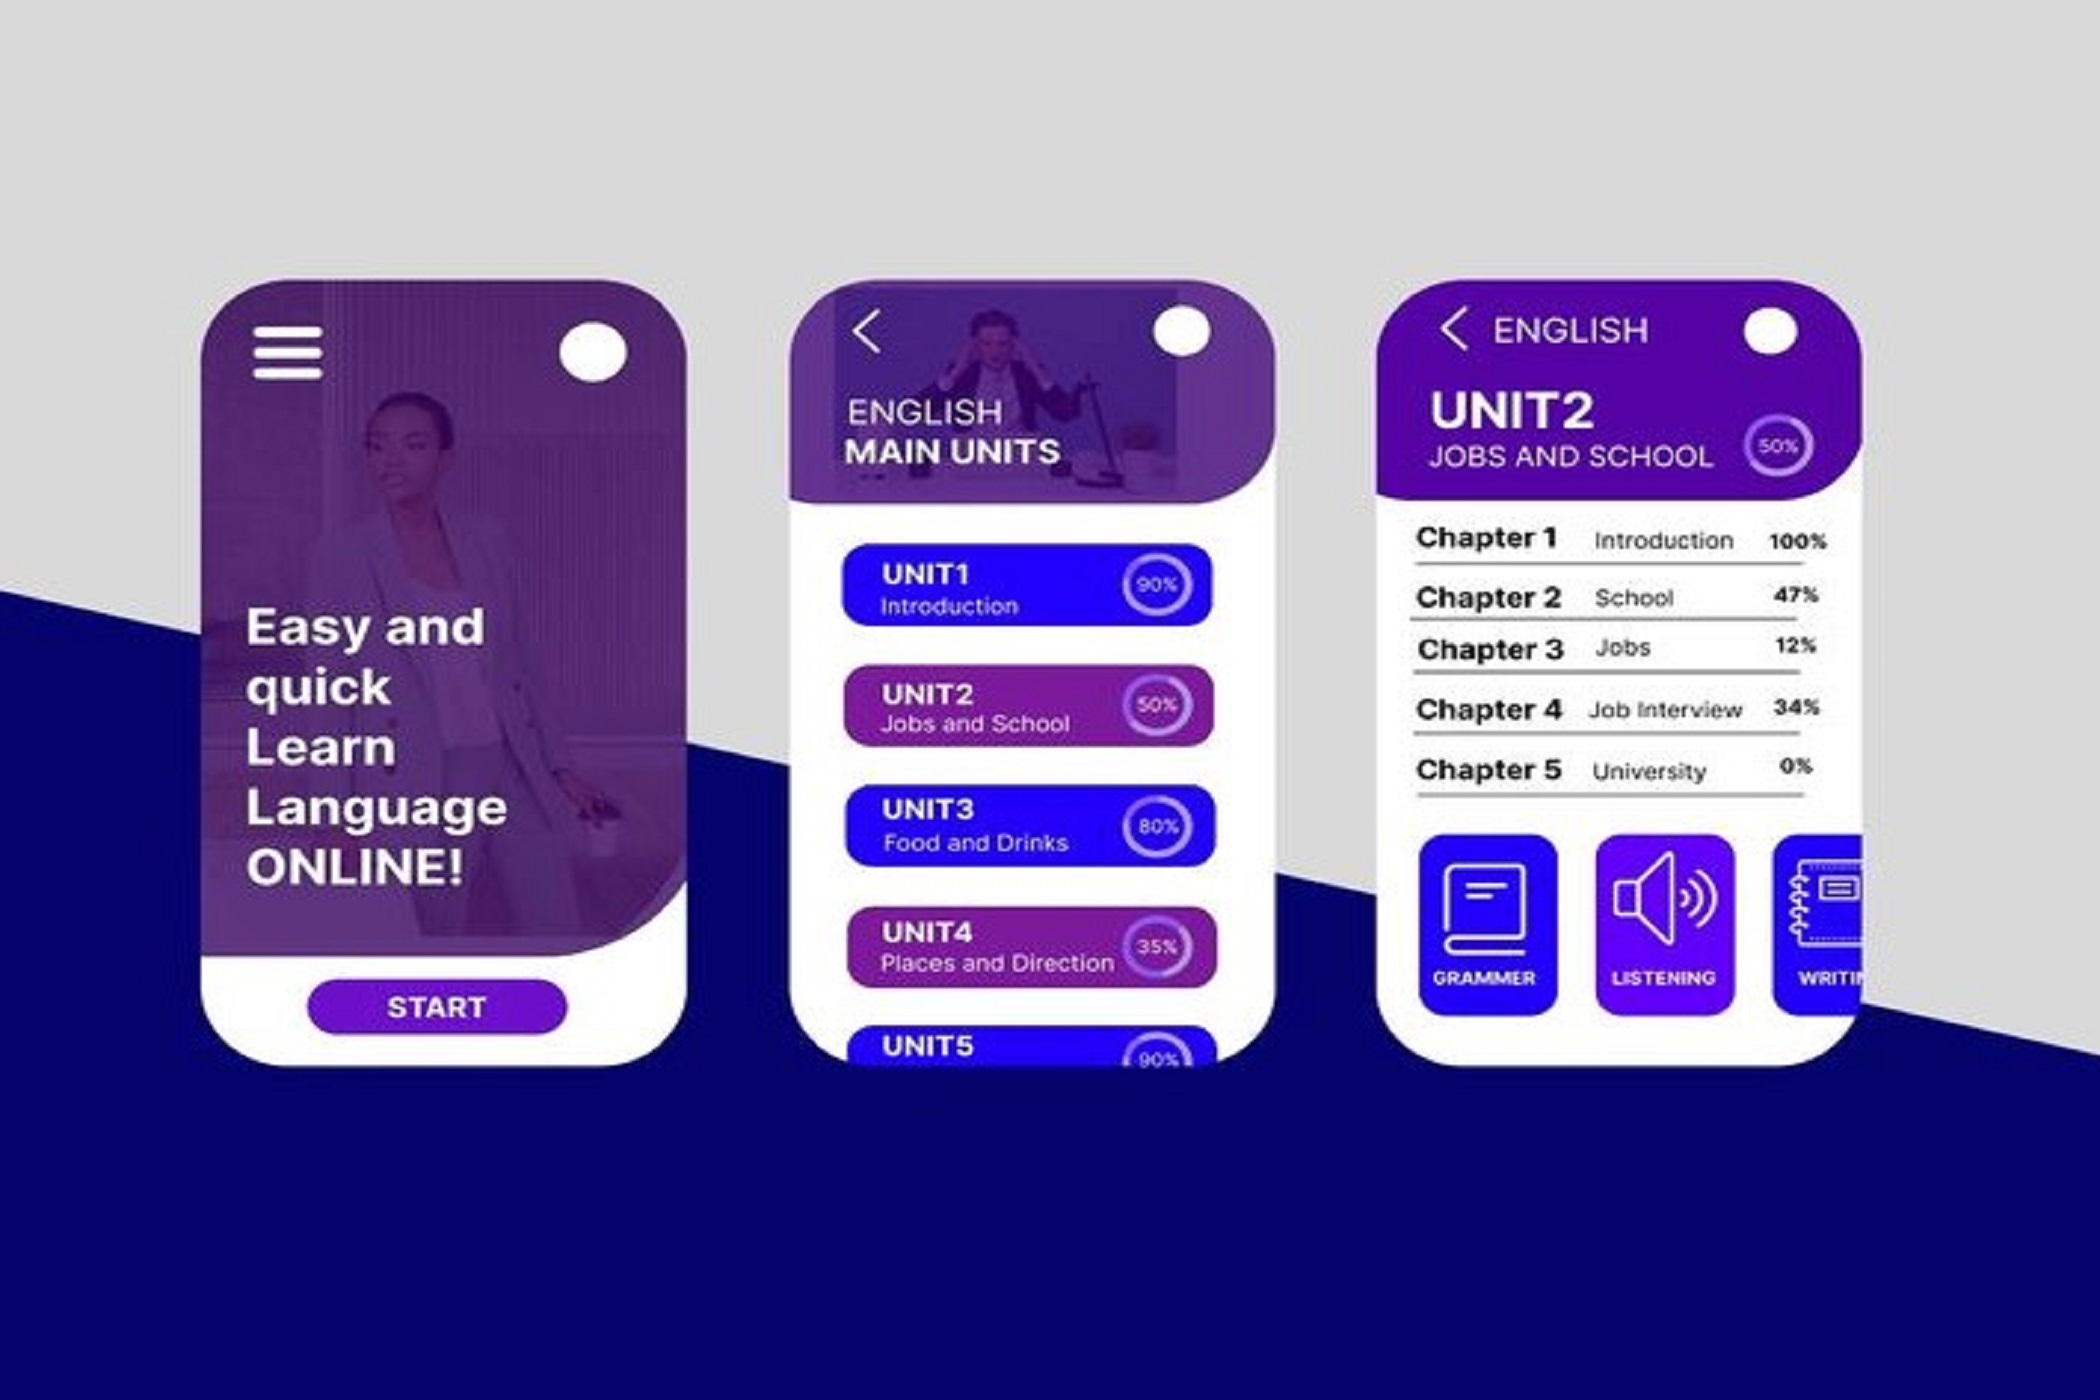 Easy and
quick
Learn
Language
ONLINE!
START
ENGLISH
MAIN UNITS
UNIT1
Introduction
90%
UNIT2
Jobs and School
50%
UNIT3
Food and Drinks
80%
UNIT4
Places and Direction
35%
UNIT5
90%
ENGLISH
UNIT2
JOBS AND SCHOOL
50%
Chapter 1 Introduction 100%
Chapter 2 School 47%
Chapter 3 Jobs 12%
Chapter 4 Job Interview 34%
Chapter 5 University 0%
GRAMMER
LISTENING
WRITIN